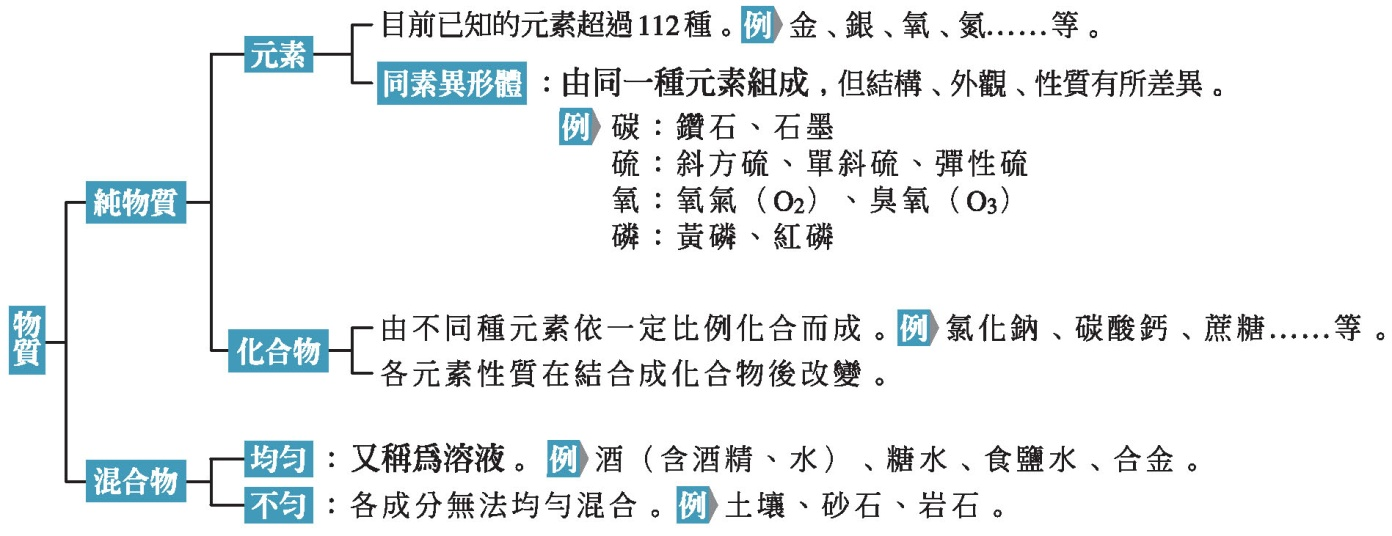 目前已知的元素超過112種。例 金、銀、氧、氮……等。
元素
同素異形體：由同一種元素組成，但結構、外觀、性質有所差異。
例 碳：鑽石、石墨
硫：斜方硫、單斜硫、彈性硫
純物質
氧：氧氣（O2）、臭氧（O3）
磷：黃磷、紅磷
物質
由不同種元素依一定比例化合而成。例 氯化鈉、碳酸鈣、蔗糖……等。
化合物
各元素性質在結合成化合物後改變。
均勻：又稱為溶液。例 酒（含酒精、水）、糖水、食鹽水、合金。
混合物
不勻：各成分無法均勻混合。例 土壤、砂石、岩石。